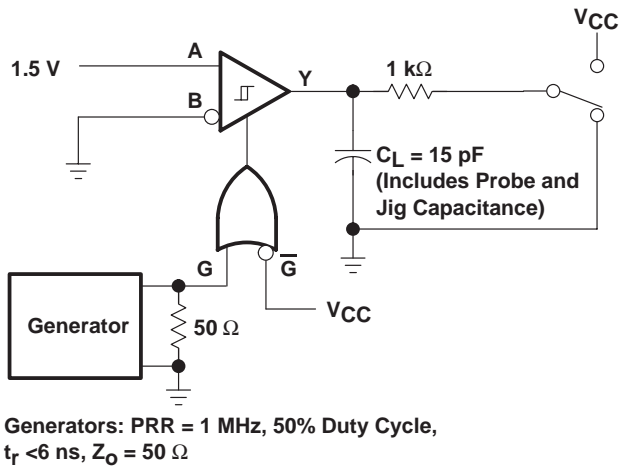 VCC
1.5 V
A
B
Y
1 kΩ
CL = 15 pF
(Includes Probe and
Jig Capacitance)
G
G̅
VCC
Generator
50 Ω
Generators: PRR = 1 MHz, 50% Duty Cycle,
tr <6 ns, Zo = 50 Ω